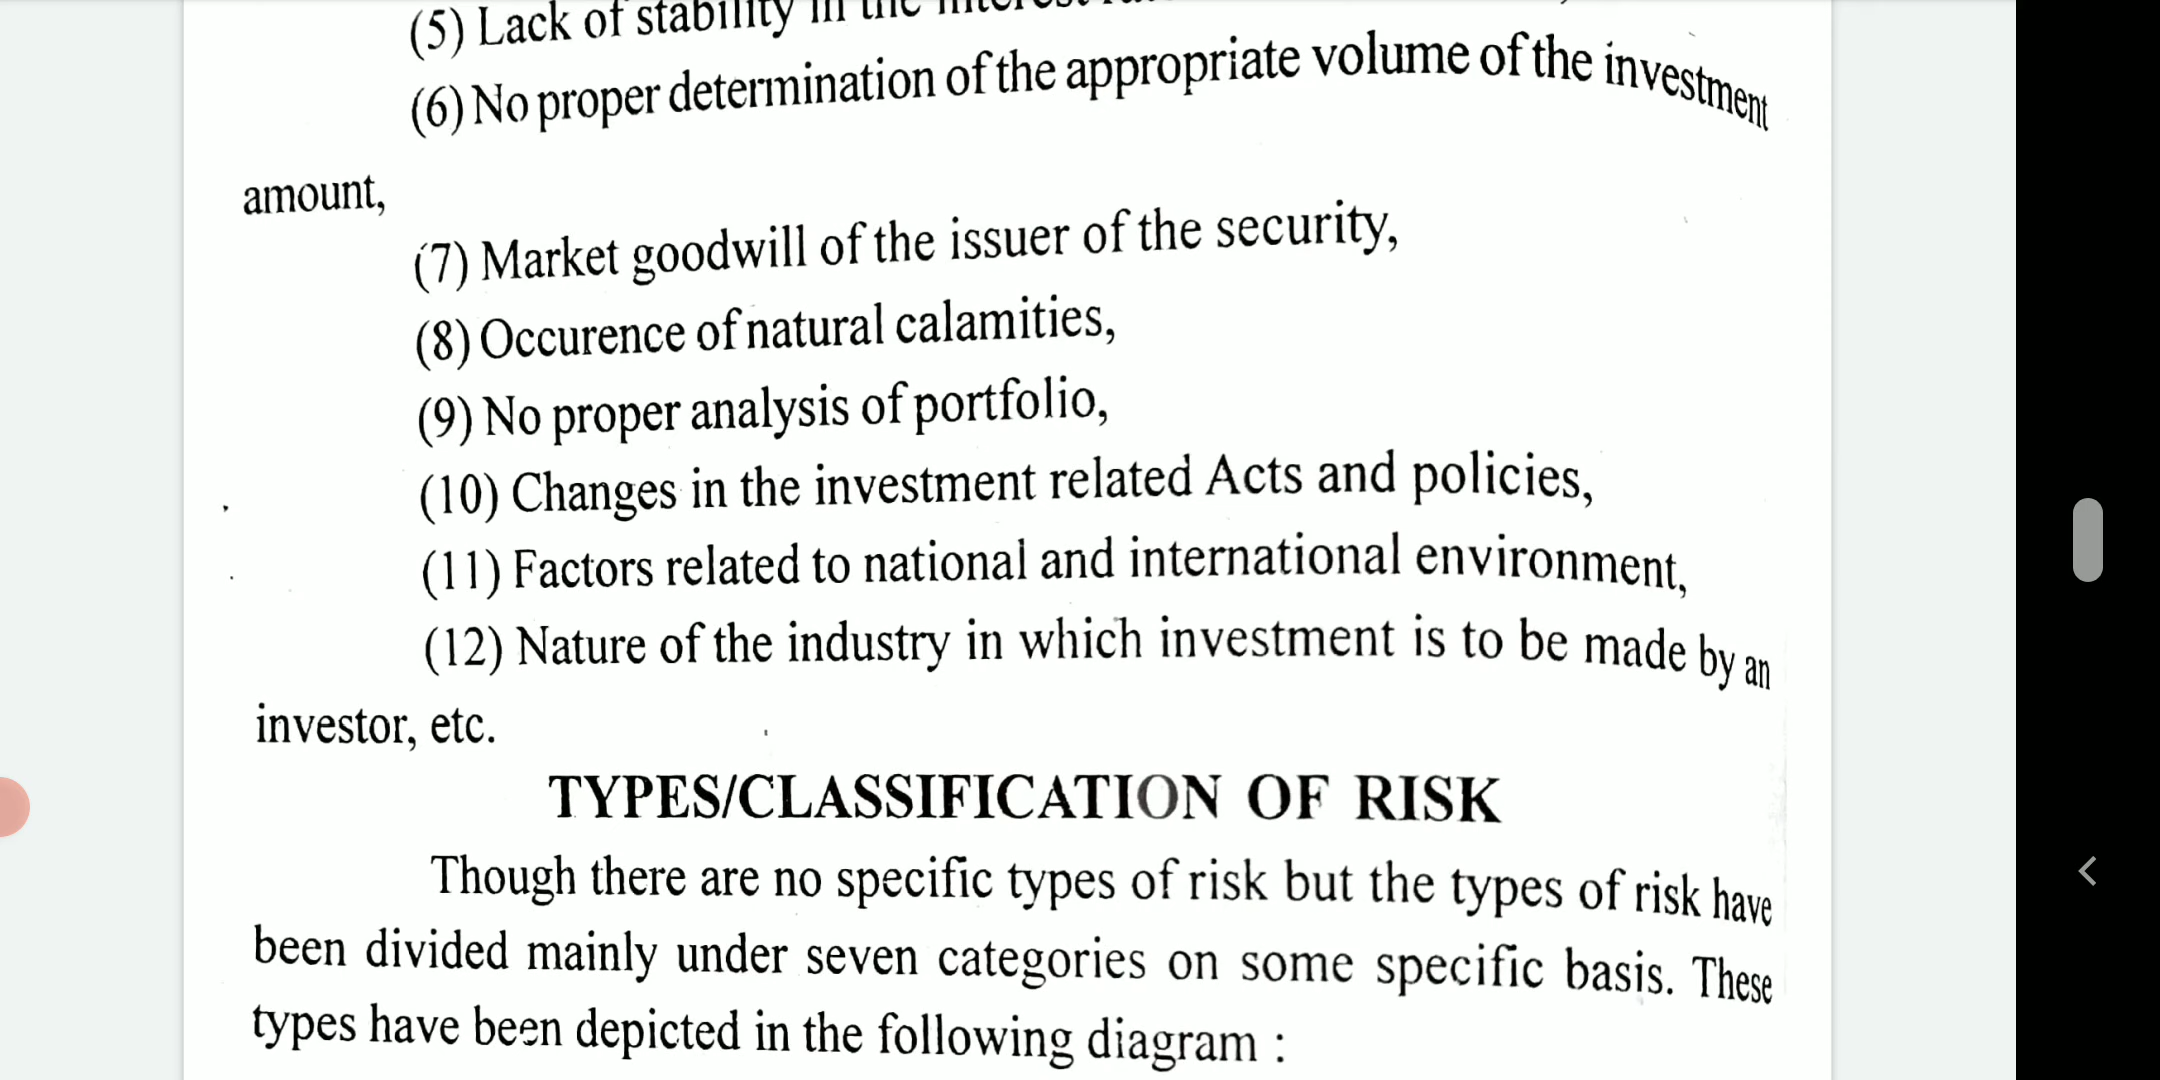 (5) Lack of stability in the interest
(6) No proper determination of the appropriate volume of the investment
amount,
(7) Market goodwill of the issuer of the security,
(8) Occurence of natural calamities,
(9) No proper analysis of portfolio,
(10) Changes in the investment related Acts and policies,
(11) Factors related to national and international environment,
(12) Nature of the industry in which investment is to be made by an
investor, etc.
TYPES/CLASSIFICATION OF RISK
Though there are no specific types of risk but the types of risk have
been divided mainly under seven categories on some specific basis. These
types have been depicted in the following diagram :